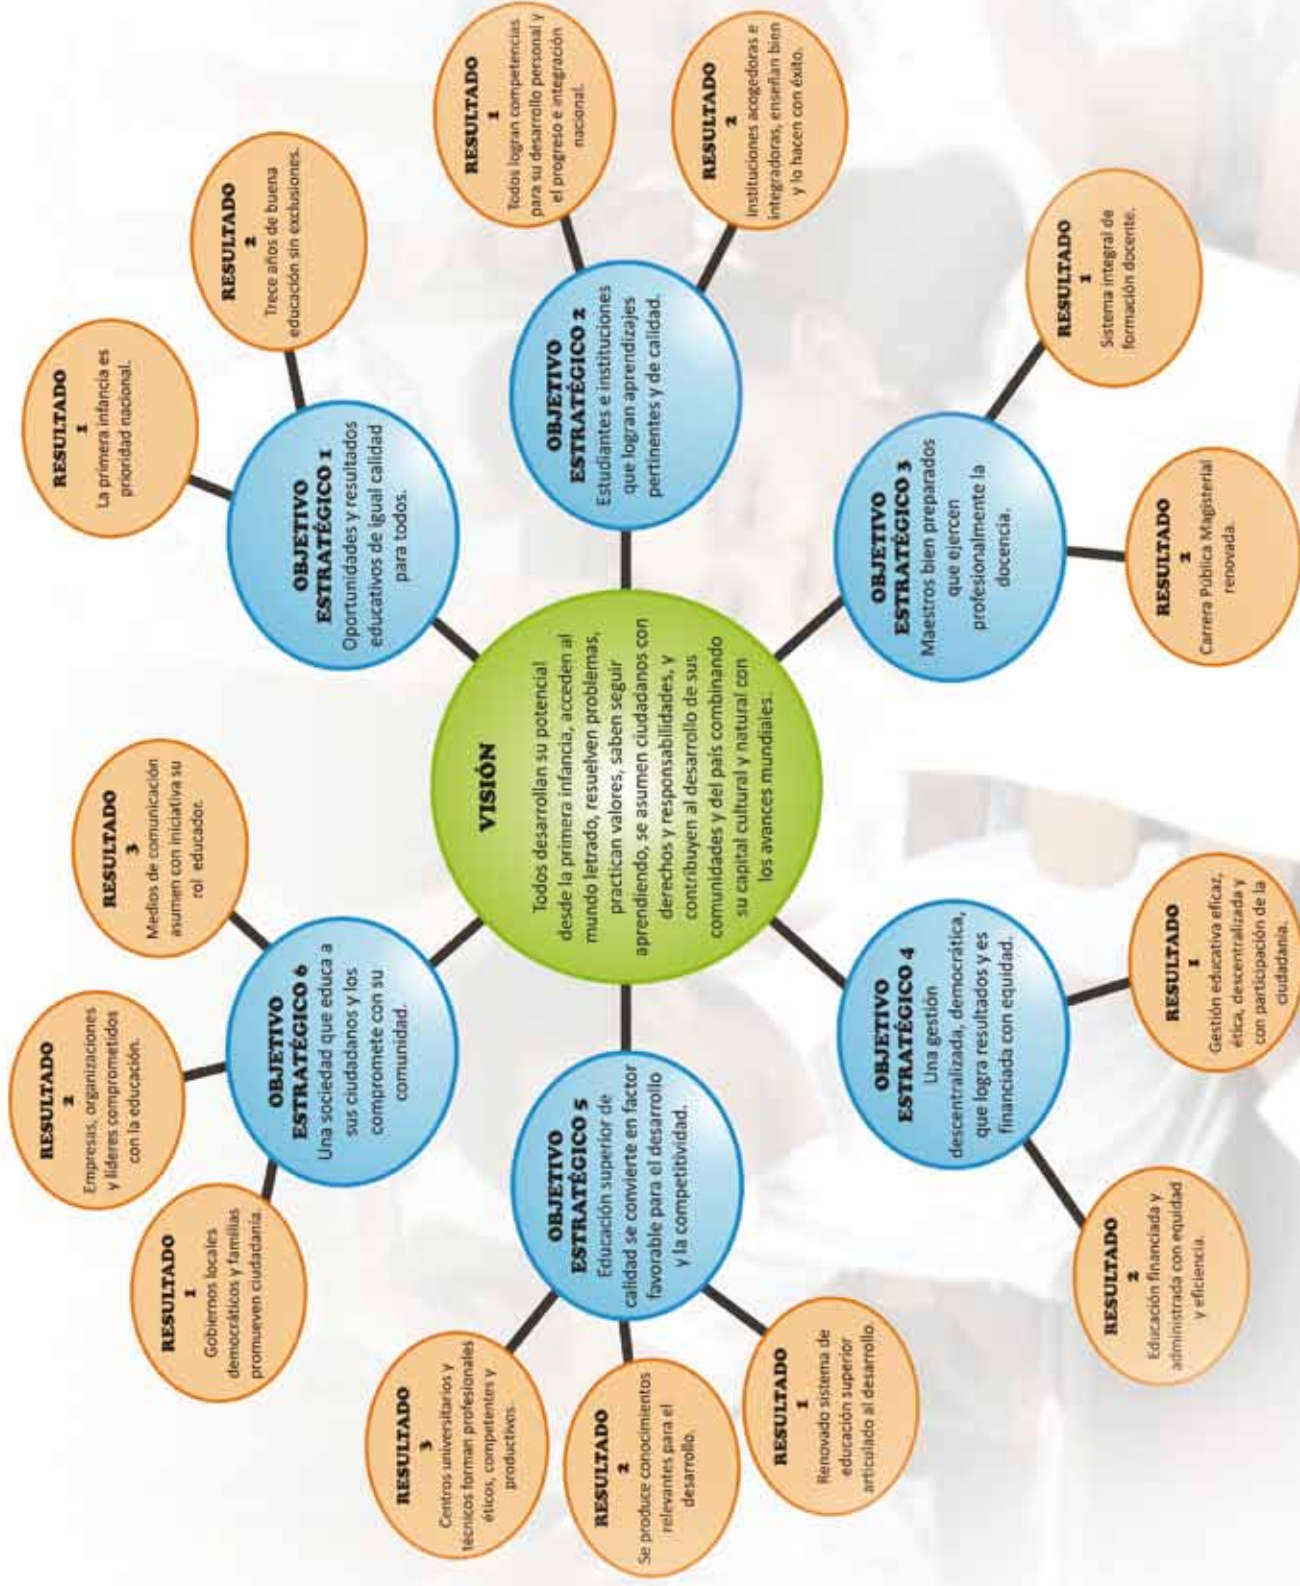 VISIÓN
Todos desarrollan su potencial
desde la primera infancia, acceden al
mundo letrado, resuelven problemas,
practican valores, saben seguir
aprendiendo, se asumen ciudadanos con
derechos y responsabilidades, y
contribuyen al desarrollo de sus
comunidades y del país combinando
su capital cultural y natural con
los avances mundiales.
OBJETIVO
ESTRATÉGICO 1
Oportunidades y resultados
educativos de igual calidad
para todos.
RESULTADO
1
La primera infancia es
prioridad nacional.
RESULTADO
2
Trece años de buena
educación sin exclusiones.
OBJETIVO
ESTRATÉGICO 2
Estudiantes e instituciones
que logran aprendizajes
pertinentes y de calidad.
RESULTADO
1
Todos logran competencias
para su desarrollo personal y
el progreso e integración
nacional.
RESULTADO
2
Instituciones acogedoras e
integradoras, enseñan bien
y lo hacen con éxito.
OBJETIVO
ESTRATÉGICO 3
Maestros bien preparados
que ejercen
profesionalmente la
docencia.
RESULTADO
1
Sistema integral de
formación docente.
RESULTADO
2
Carrera Pública Magisterial
renovada.
OBJETIVO
ESTRATÉGICO 4
Una gestión
descentralizada, democrática,
que logra resultados y es
financiada con equidad.
RESULTADO
1
Gestión educativa eficaz,
ética, descentralizada y
con participación de la
ciudadanía.
RESULTADO
2
Educación financiada y
administrada con equidad
y eficiencia.
OBJETIVO
ESTRATÉGICO 5
Educación superior de
calidad se convierte en factor
favorable para el desarrollo
y la competitividad.
RESULTADO
1
Renovado sistema de
educación superior
articulado al desarrollo.
RESULTADO
2
Se produce conocimientos
relevantes para el
desarrollo.
RESULTADO
3
Centros universitarios y
técnicos forman profesionales
éticos, competentes y
productivos.
OBJETIVO
ESTRATÉGICO 6
Una sociedad que educa a
sus ciudadanos y los
compromete con su
comunidad.
RESULTADO
1
Gobiernos locales
democráticos y familias
promueven ciudadanía.
RESULTADO
2
Empresas, organizaciones
y líderes comprometidos
con la educación.
RESULTADO
3
Medios de comunicación
asumen con iniciativa su
rol educador.